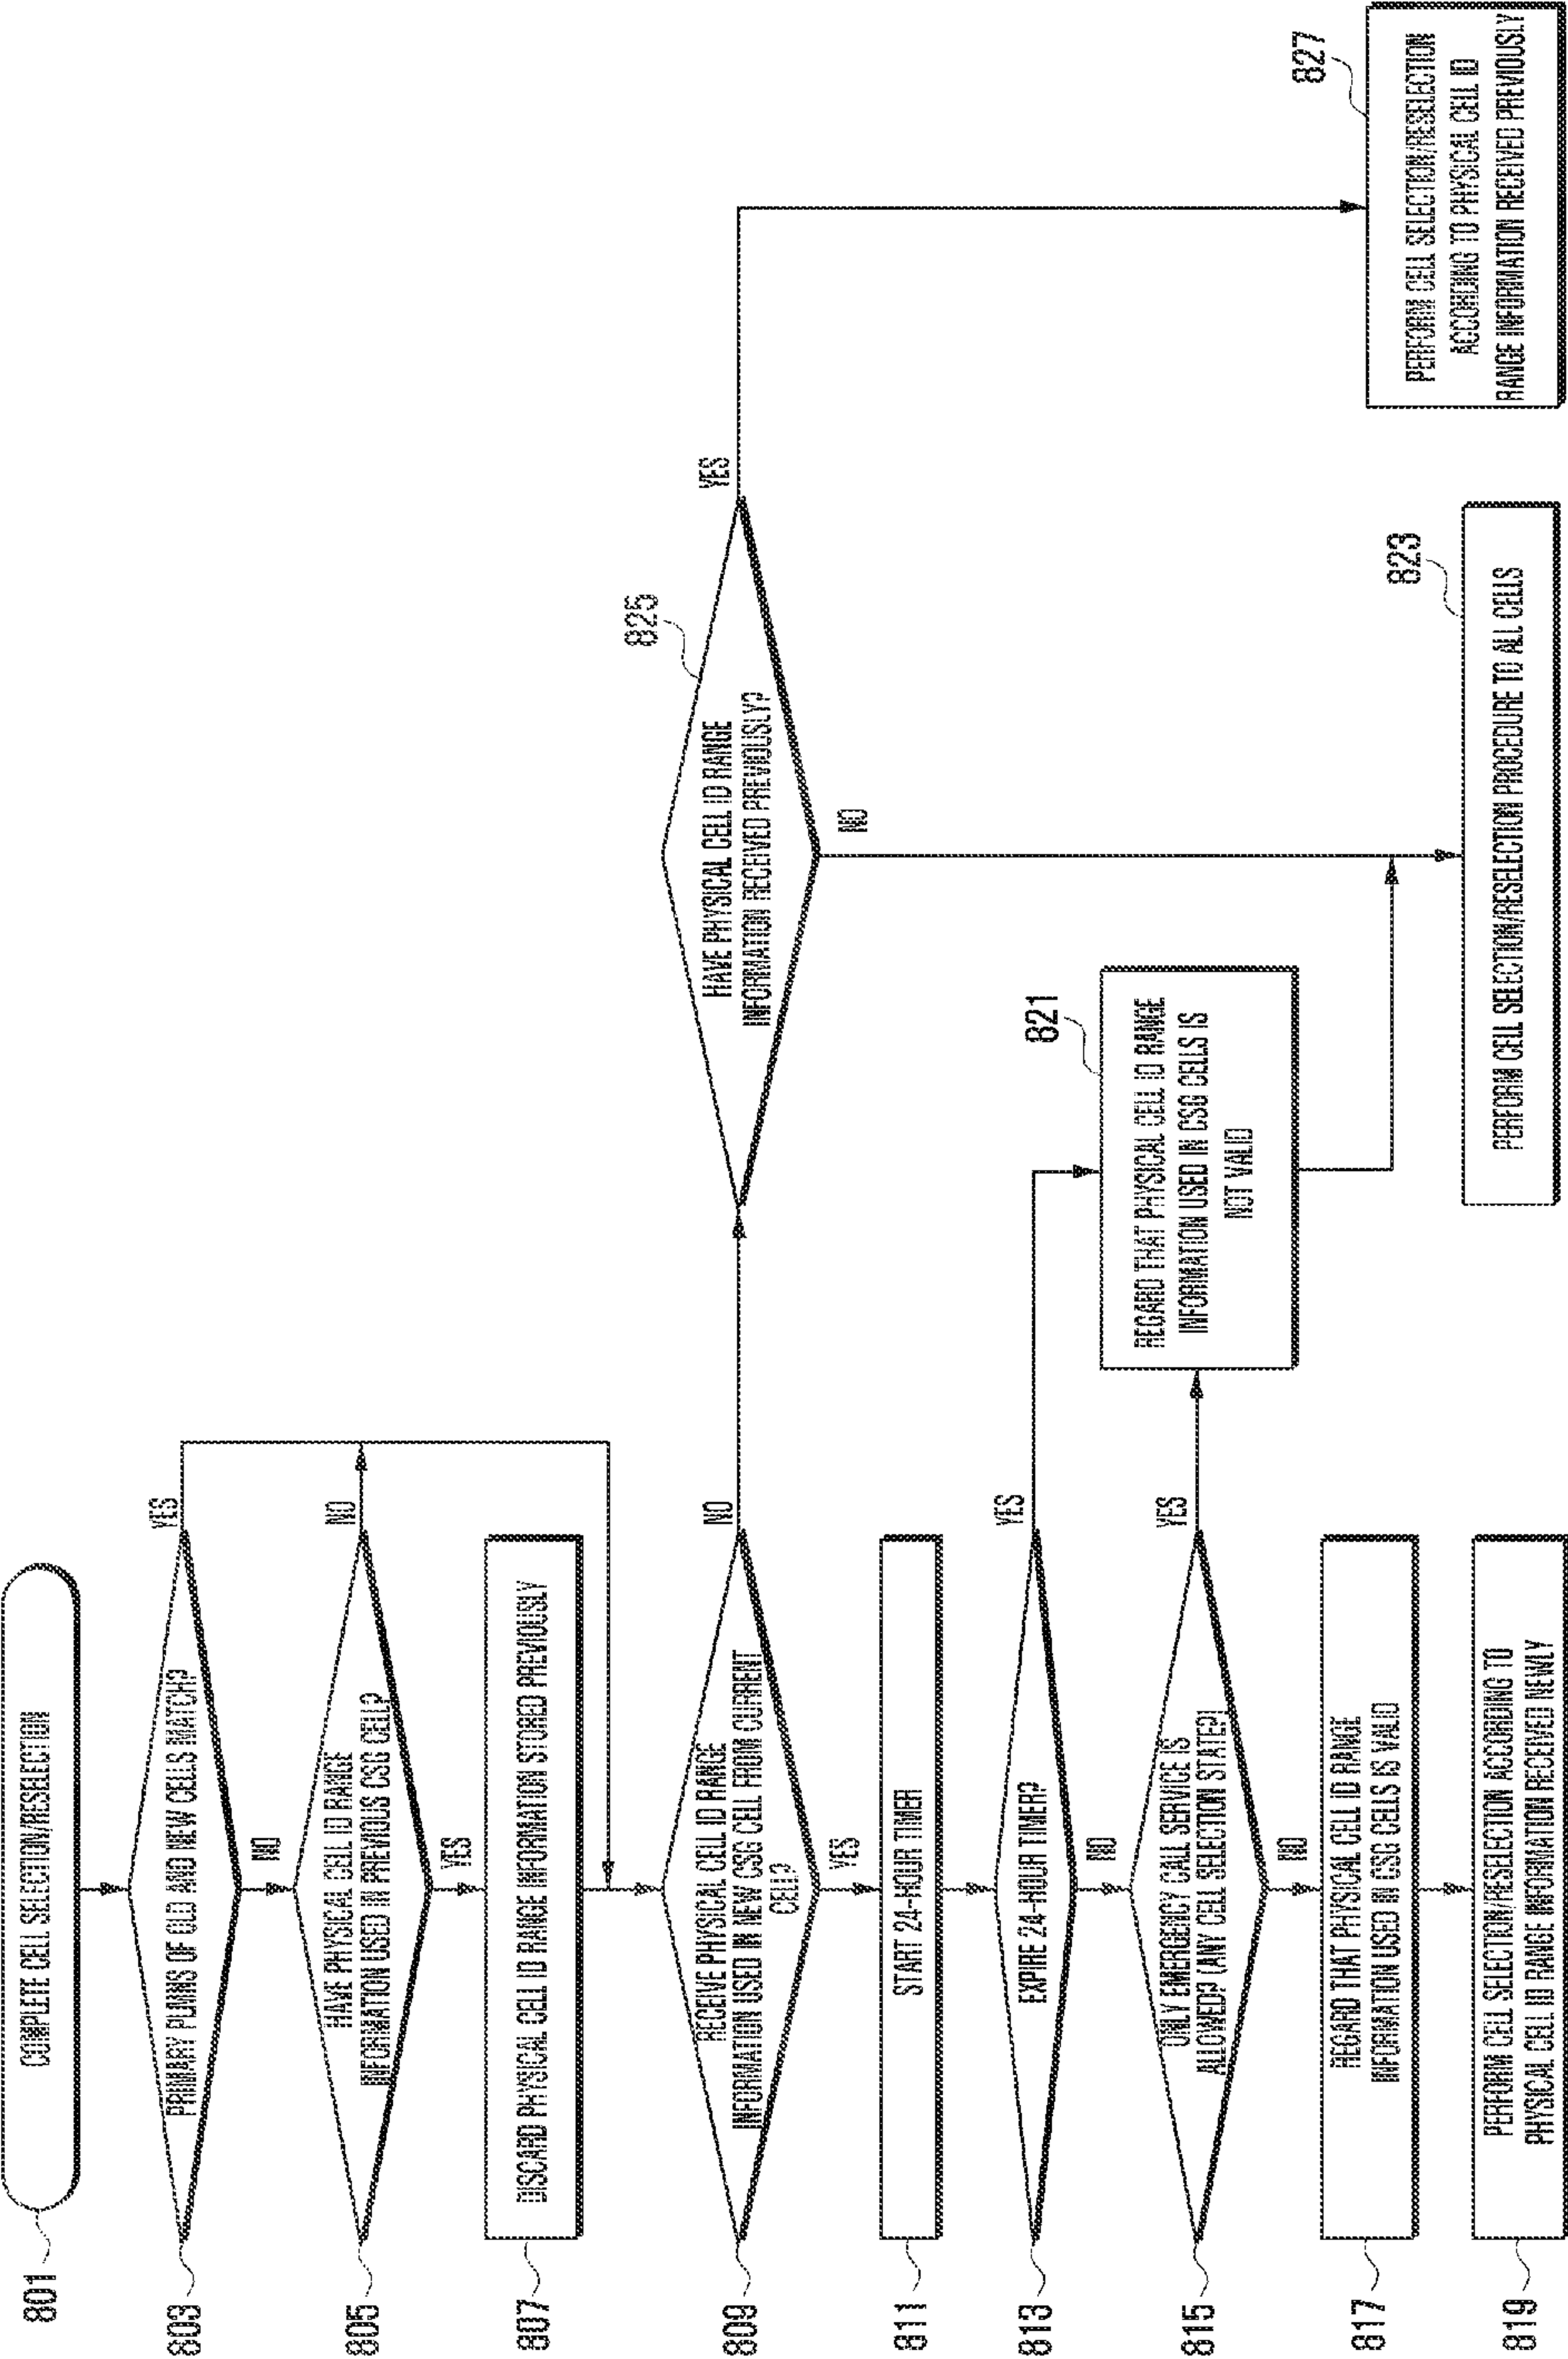 801
COMPLETE CELL SELECTION/RESELECTION
803
PRIMARY PLMNS OF OLD AND NEW CELLS MATCH?
YES
NO
805
HAVE PHYSICAL CELL ID RANGE
INFORMATION USED IN PREVIOUS CSG CELL?
NO
YES
807
DISCARD PHYSICAL CELL ID RANGE INFORMATION STORED PREVIOUSLY
809
RECEIVE PHYSICAL CELL ID RANGE
INFORMATION USED IN NEW CSG CELL FROM CURRENT
CELL?
NO
YES
825
HAVE PHYSICAL CELL ID RANGE
INFORMATION RECEIVED PREVIOUSLY?
YES
NO
811
START 24-HOUR TIMER
813
EXPIRE 24-HOUR TIMER?
YES
NO
815
ONLY EMERGENCY CALL SERVICE IS
ALLOWED? (ANY CELL SELECTION STATE?)
YES
NO
821
REGARD THAT PHYSICAL CELL ID RANGE
INFORMATION USED IN CSG CELLS IS
NOT VALID
817
REGARD THAT PHYSICAL CELL ID RANGE
INFORMATION USED IN CSG CELLS IS VALID
819
PERFORM CELL SELECTION/RESELECTION ACCORDING TO
PHYSICAL CELL ID RANGE INFORMATION RECEIVED NEWLY
823
PERFORM CELL SELECTION/RESELECTION PROCEDURE TO ALL CELLS
827
PERFORM CELL SELECTION/RESELECTION
ACCORDING TO PHYSICAL CELL ID
RANGE INFORMATION RECEIVED PREVIOUSLY